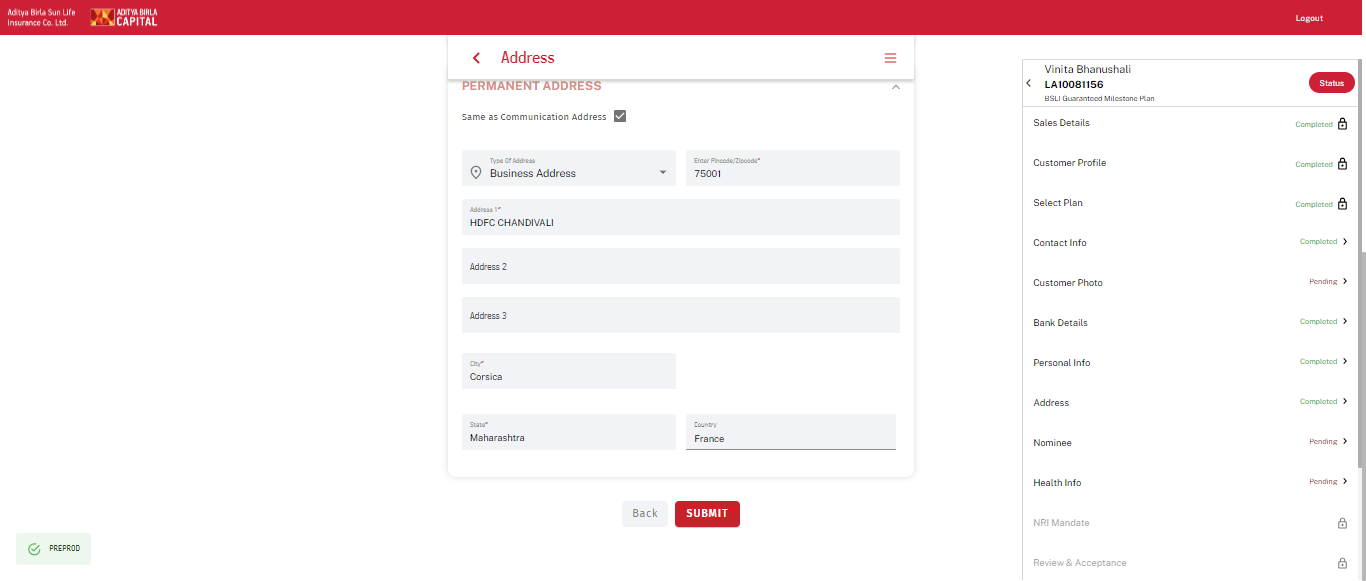 Aditya Birla Sun Life
Insurance Co. Ltd.
ADITYA BIRLA
CAPITAL
Logout
Address
PERMANENT ADDRESS
Same as Communication Address
Type Of Address
Business Address
Enter Pincode/Zipcode*
75001
Address 1*
HDFC CHANDIVALI
Address 2
Address 3
City*
Corsica
State*
Maharashtra
Country
France
Back
SUBMIT
PREPROD
Vinita Bhanushali
LA10081156
BSLI Guaranteed Milestone Plan
Status
Sales Details Completed
Customer Profile Completed
Select Plan Completed
Contact Info Completed
Customer Photo Pending
Bank Details Completed
Personal Info Completed
Address Completed
Nominee Pending
Health Info Pending
NRI Mandate
Review & Acceptance